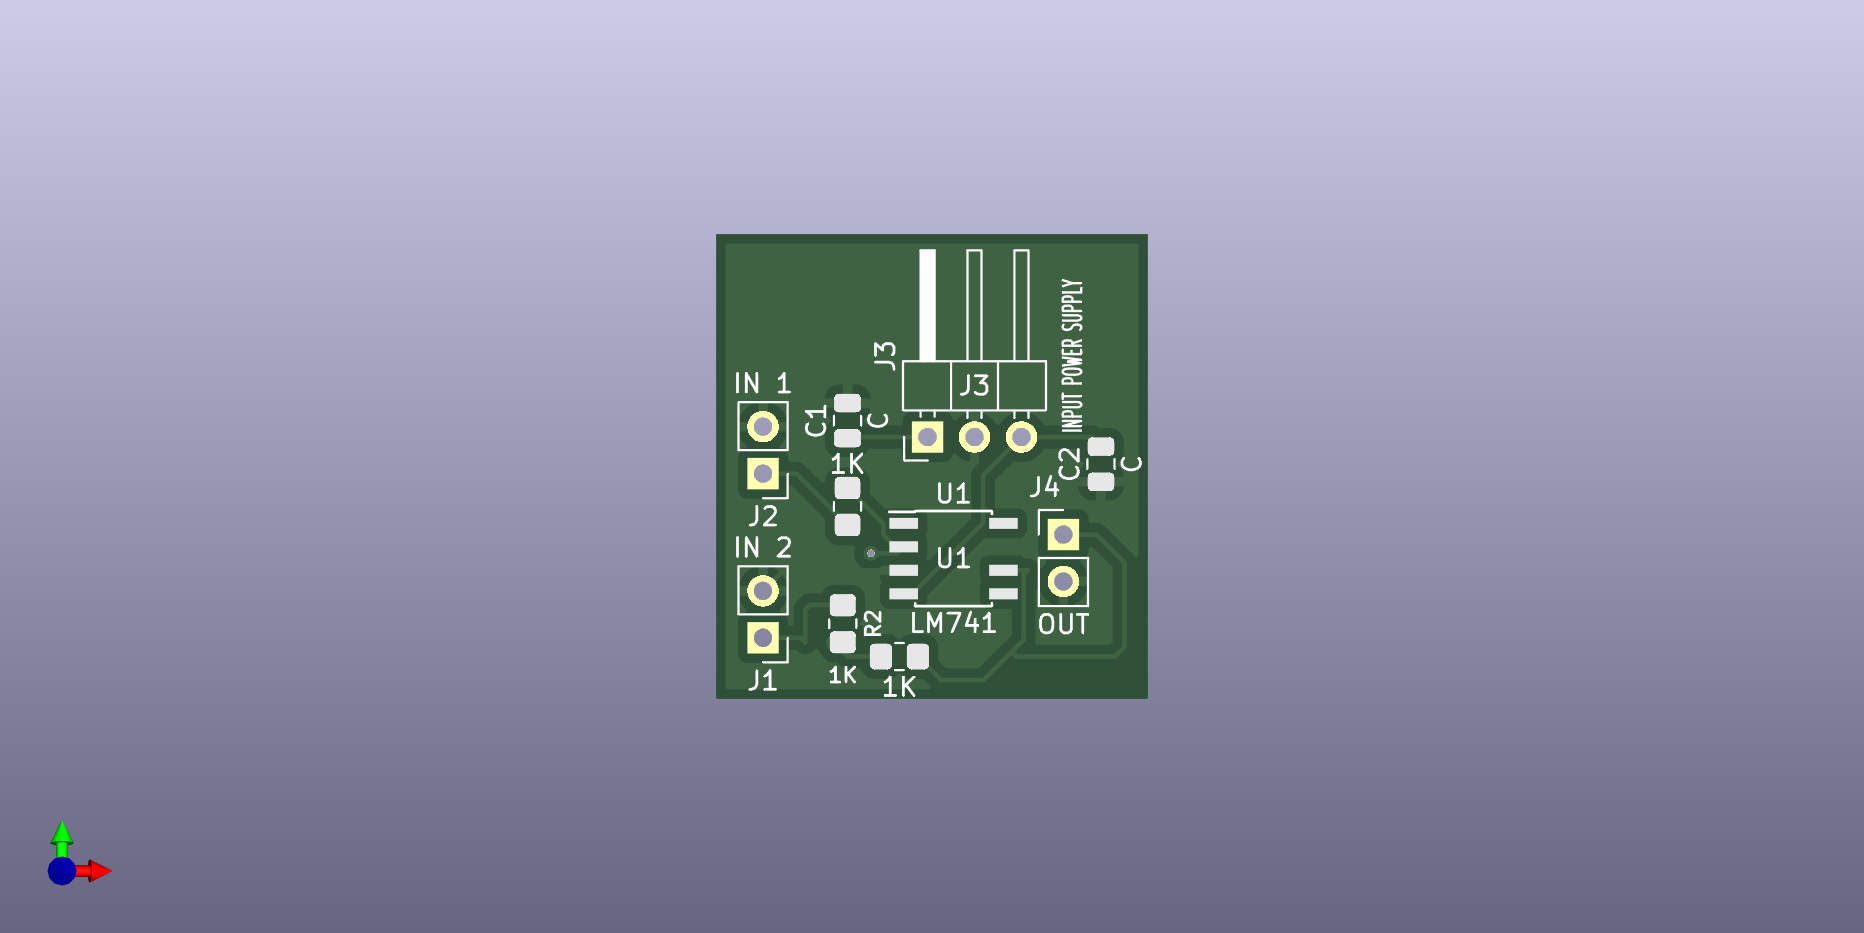 INPUT POWER SUPPLY
J3
J3
IN 1
C1
C
1K
C2
C
J4
U1
J2
IN 2
U1
R2
LM741
OUT
1K
J1
1K